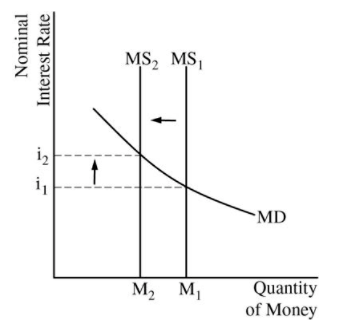 Nominal
Interest Rate
MS₂ MS₁
i₂
i₁
MD
M₂ M₁ Quantity
of Money